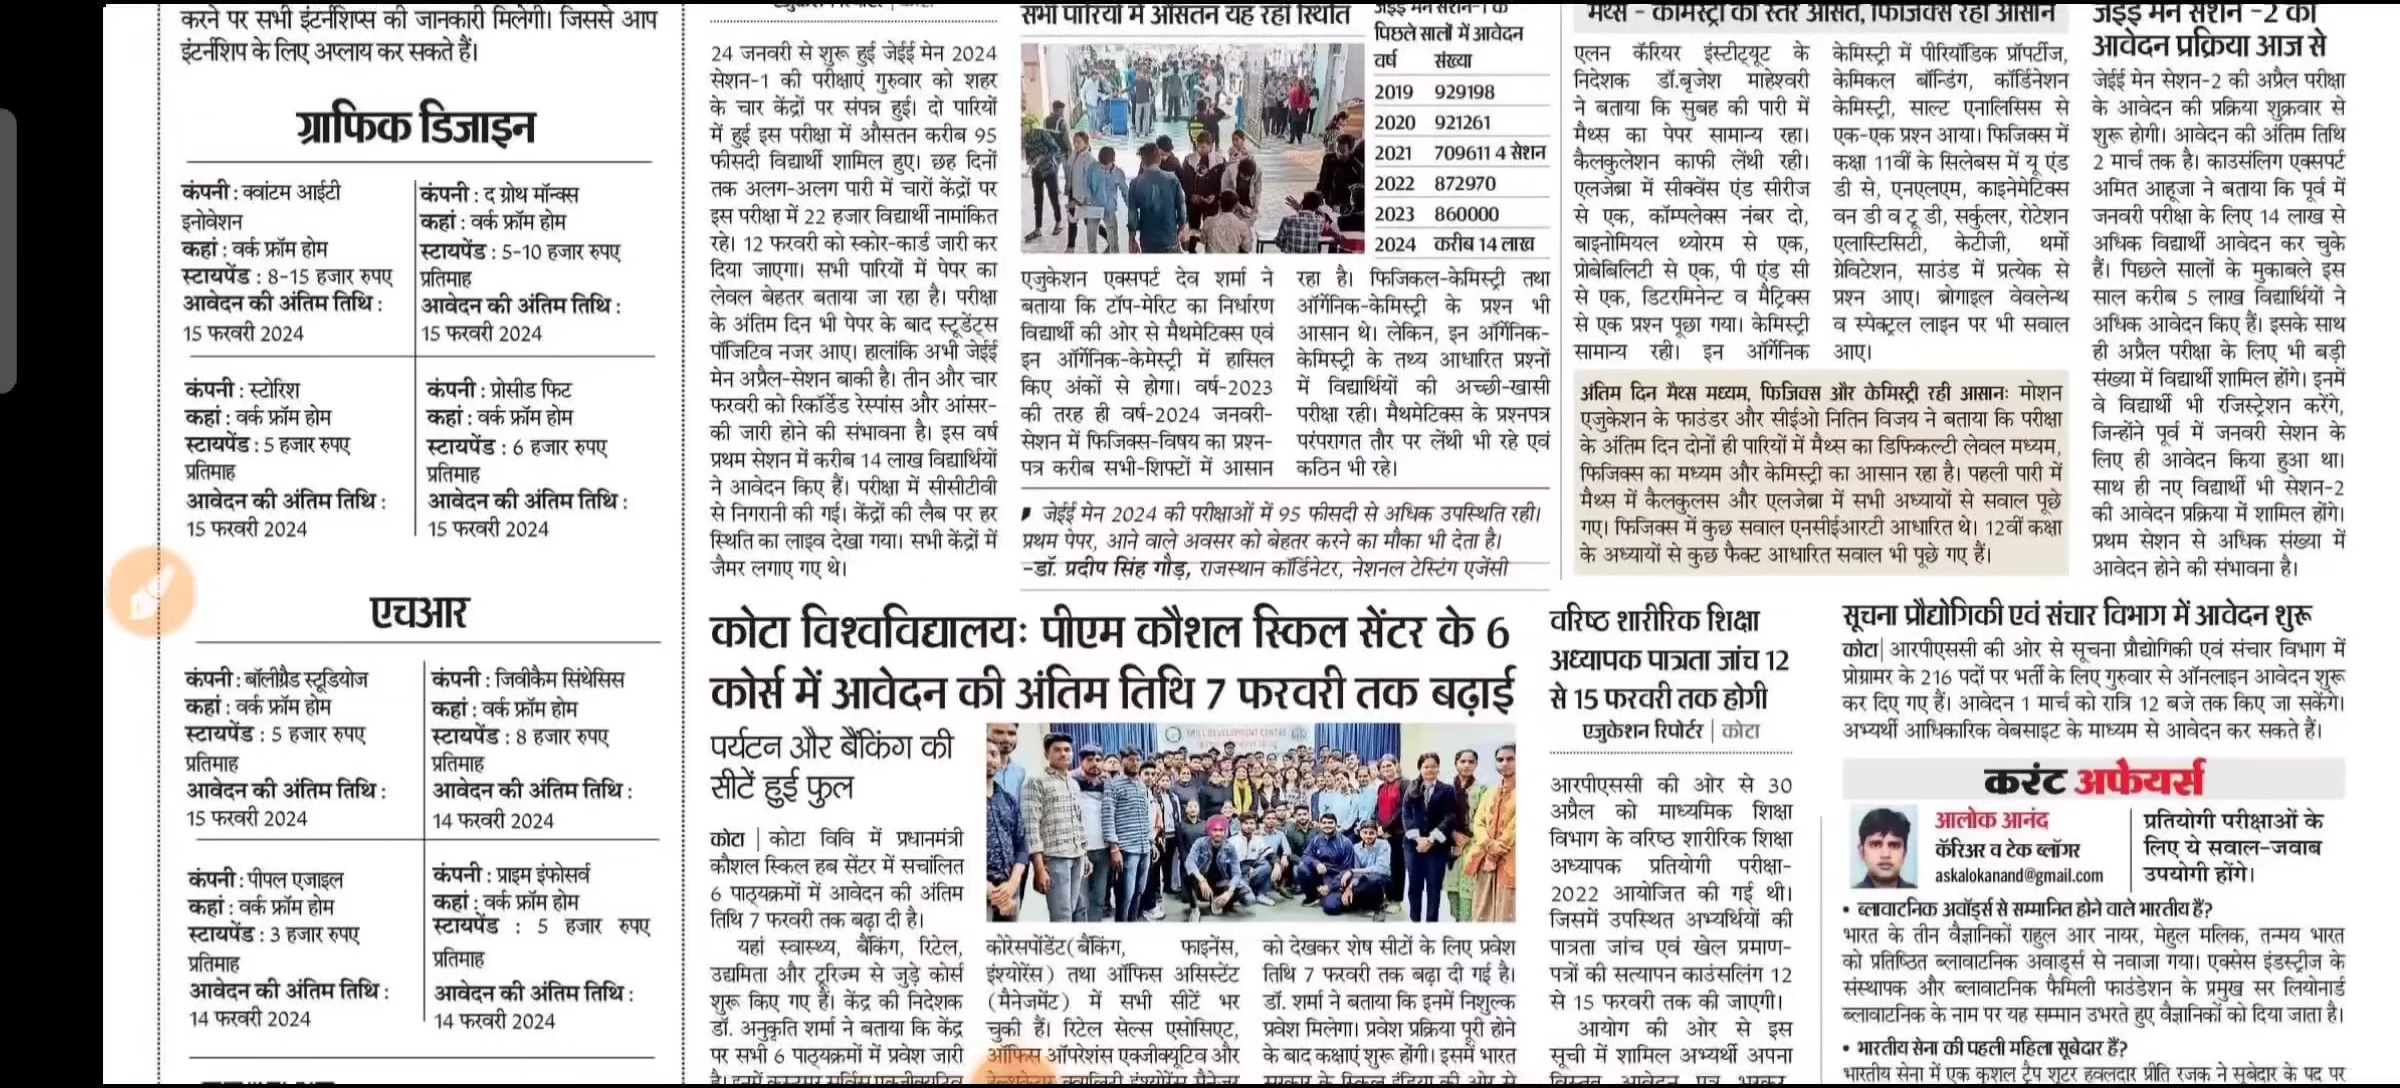 करने पर सभी इंटर्नशिप्स की जानकारी मिलेगी। जिससे आप
इंटर्नशिप के लिए अप्लाय कर सकते हैं।
ग्राफिक डिजाइन
कंपनी : क्वांटम आईटी
इनोवेशन
कहां : वर्क फ्रॉम होम
स्टायपेंड : 8-15 हजार रुपए
आवेदन की अंतिम तिथि :
15 फरवरी 2024
कंपनी : द ग्रोथ मॉन्क्स
कहां : वर्क फ्रॉम होम
स्टायपेंड : 5-10 हजार रुपए
प्रतिमाह
आवेदन की अंतिम तिथि :
15 फरवरी 2024
कंपनी : स्टोरिश
कहां : वर्क फ्रॉम होम
स्टायपेंड : 5 हजार रुपए
प्रतिमाह
आवेदन की अंतिम तिथि :
15 फरवरी 2024
कंपनी : प्रोसीड फिट
कहां : वर्क फ्रॉम होम
स्टायपेंड : 6 हजार रुपए
प्रतिमाह
आवेदन की अंतिम तिथि :
15 फरवरी 2024
एचआर
कंपनी : बॉलीग्रैड स्टूडियोज
कहां : वर्क फ्रॉम होम
स्टायपेंड : 5 हजार रुपए
प्रतिमाह
आवेदन की अंतिम तिथि :
15 फरवरी 2024
कंपनी : जिवीकैम सिंथेसिस
कहां : वर्क फ्रॉम होम
स्टायपेंड : 8 हजार रुपए
प्रतिमाह
आवेदन की अंतिम तिथि :
14 फरवरी 2024
कंपनी : पीपल एजाइल
कहां : वर्क फ्रॉम होम
स्टायपेंड : 3 हजार रुपए
प्रतिमाह
आवेदन की अंतिम तिथि :
14 फरवरी 2024
कंपनी : प्राइम इंफोसर्व
कहां : वर्क फ्रॉम होम
स्टायपेंड : 5 हजार रुपए
प्रतिमाह
आवेदन की अंतिम तिथि :
14 फरवरी 2024
24 जनवरी से शुरू हुई जेईई मेन 2024
सेशन-1 की परीक्षाएं गुरुवार को शहर
के चार केंद्रों पर संपन्न हुई। दो पारियों
में हुई इस परीक्षा में औसतन करीब 95
फीसदी विद्यार्थी शामिल हुए। छह दिनों
तक अलग-अलग पारी में चारों केंद्रों पर
इस परीक्षा में 22 हजार विद्यार्थी नामांकित
रहे। 12 फरवरी को स्कोर-कार्ड जारी कर
दिया जाएगा। सभी पारियों में पेपर का
लेवल बेहतर बताया जा रहा है। परीक्षा
के अंतिम दिन भी पेपर के बाद स्टूडेंट्स
पॉजिटिव नजर आए। हालांकि अभी जेईई
मेन अप्रैल-सेशन बाकी है। तीन और चार
फरवरी को रिकॉर्डेड रेस्पांस और आंसर-
की जारी होने की संभावना है। इस वर्ष
प्रथम सेशन में करीब 14 लाख विद्यार्थियों
ने आवेदन किए हैं। परीक्षा में सीसीटीवी
से निगरानी की गई। केंद्रों की लैब पर हर
स्थिति का लाइव देखा गया। सभी केंद्रों में
जैमर लगाए गए थे।
सभी पारियों में औसतन यह रही स्थिति
जेईई मेन सेशन-1 के
पिछले सालों में आवेदन
वर्ष संख्या
2019 929198
2020 921261
2021 709611 4 सेशन
2022 872970
2023 860000
2024 करीब 14 लाख
एजुकेशन एक्सपर्ट देव शर्मा ने
बताया कि टॉप-मेरिट का निर्धारण
विद्यार्थी की ओर से मैथमेटिक्स एवं
इन ऑर्गेनिक-केमेस्ट्री में हासिल
किए अंकों से होगा। वर्ष-2023
की तरह ही वर्ष-2024 जनवरी-
सेशन में फिजिक्स-विषय का प्रश्न-
पत्र करीब सभी-शिफ्टों में आसान
रहा है। फिजिकल-केमिस्ट्री तथा
ऑर्गेनिक-केमिस्ट्री के प्रश्न भी
आसान थे। लेकिन, इन ऑर्गेनिक-
केमिस्ट्री के तथ्य आधारित प्रश्नों
में विद्यार्थियों की अच्छी-खासी
परीक्षा रही। मैथमेटिक्स के प्रश्नपत्र
परंपरागत तौर पर लेंथी भी रहे एवं
कठिन भी रहे।
जेईई मेन 2024 की परीक्षाओं में 95 फीसदी से अधिक उपस्थिति रही।
प्रथम पेपर, आने वाले अवसर को बेहतर करने का मौका भी देता है।
-डॉ. प्रदीप सिंह गौड़, राजस्थान कॉर्डिनेटर, नेशनल टेस्टिंग एजेंसी
मैथ्स - केमिस्ट्री का स्तर औसत, फिजिक्स रहा आसान
एलन कॅरियर इंस्टीट्यूट के
निदेशक डॉ.बृजेश माहेश्वरी
ने बताया कि सुबह की पारी में
मैथ्स का पेपर सामान्य रहा।
कैलकुलेशन काफी लेंथी रही।
एलजेब्रा में सीक्वेंस एंड सीरीज
से एक, कॉम्पलेक्स नंबर दो,
बाइनोमियल थ्योरम से एक,
प्रोबेबिलिटी से एक, पी एंड सी
से एक, डिटरमिनेन्ट व मैट्रिक्स
से एक प्रश्न पूछा गया। केमिस्ट्री
सामान्य रही। इन ऑर्गेनिक
केमिस्ट्री में पीरियॉडिक प्रॉपर्टीज,
केमिकल बॉन्डिंग, कॉर्डिनेशन
केमिस्ट्री, साल्ट एनालिसिस से
एक-एक प्रश्न आया। फिजिक्स में
कक्षा 11वीं के सिलेबस में यू एंड
डी से, एनएलएम, काइनेमेटिक्स
वन डी व टू डी, सर्कुलर, रोटेशन
एलास्टिसिटी, केटीजी, थर्मो
ग्रेविटेशन, साउंड में प्रत्येक से
प्रश्न आए। ब्रोगाइल वेवलेन्थ
व स्पेक्ट्रल लाइन पर भी सवाल
आए।
अंतिम दिन मैथ्स मध्यम, फिजिक्स और केमिस्ट्री रही आसानः मोशन
एजुकेशन के फाउंडर और सीईओ नितिन विजय ने बताया कि परीक्षा
के अंतिम दिन दोनों ही पारियों में मैथ्स का डिफिकल्टी लेवल मध्यम,
फिजिक्स का मध्यम और केमिस्ट्री का आसान रहा है। पहली पारी में
मैथ्स में कैलकुलस और एलजेब्रा में सभी अध्यायों से सवाल पूछे
गए। फिजिक्स में कुछ सवाल एनसीईआरटी आधारित थे। 12वीं कक्षा
के अध्यायों से कुछ फैक्ट आधारित सवाल भी पूछे गए हैं।
जेईई मेन सेशन -2 की
आवेदन प्रक्रिया आज से
जेईई मेन सेशन-2 की अप्रैल परीक्षा
के आवेदन की प्रक्रिया शुक्रवार से
शुरू होगी। आवेदन की अंतिम तिथि
2 मार्च तक है। काउंसलिंग एक्सपर्ट
अमित आहूजा ने बताया कि पूर्व में
जनवरी परीक्षा के लिए 14 लाख से
अधिक विद्यार्थी आवेदन कर चुके
हैं। पिछले सालों के मुकाबले इस
साल करीब 5 लाख विद्यार्थियों ने
अधिक आवेदन किए हैं। इसके साथ
ही अप्रैल परीक्षा के लिए भी बड़ी
संख्या में विद्यार्थी शामिल होंगे। इनमें
वे विद्यार्थी भी रजिस्ट्रेशन करेंगे,
जिन्होंने पूर्व में जनवरी सेशन के
लिए ही आवेदन किया हुआ था।
साथ ही नए विद्यार्थी भी सेशन-2
की आवेदन प्रक्रिया में शामिल होंगे।
प्रथम सेशन से अधिक संख्या में
आवेदन होने की संभावना है।
कोटा विश्वविद्यालयः पीएम कौशल स्किल सेंटर के 6
कोर्स में आवेदन की अंतिम तिथि 7 फरवरी तक बढ़ाई
पर्यटन और बैंकिंग की
सीटें हुई फुल
SKILL DEVELOPMENT CENTRE
कोटा | कोटा विवि में प्रधानमंत्री
कौशल स्किल हब सेंटर में सचांलित
6 पाठ्यक्रमों में आवेदन की अंतिम
तिथि 7 फरवरी तक बढ़ा दी है।
यहां स्वास्थ्य, बैंकिंग, रिटेल,
उद्यमिता और टूरिज्म से जुड़े कोर्स
शुरू किए गए हैं। केंद्र की निदेशक
डॉ. अनुकृति शर्मा ने बताया कि केंद्र
पर सभी 6 पाठ्यक्रमों में प्रवेश जारी
कोरेसपोंडेंट(बैंकिंग, फाइनेंस,
इंश्योरेंस) तथा ऑफिस असिस्टेंट
(मैनेजमेंट) में सभी सीटें भर
चुकी हैं। रिटेल सेल्स एसोसिएट,
ऑफिस ऑपरेशंस एक्जीक्यूटिव और
को देखकर शेष सीटों के लिए प्रवेश
तिथि 7 फरवरी तक बढ़ा दी गई है।
डॉ. शर्मा ने बताया कि इनमें निशुल्क
प्रवेश मिलेगा। प्रवेश प्रक्रिया पूरी होने
के बाद कक्षाएं शुरू होंगी। इसमें भारत
वरिष्ठ शारीरिक शिक्षा
अध्यापक पात्रता जांच 12
से 15 फरवरी तक होगी
एजुकेशन रिपोर्टर | कोटा
आरपीएससी की ओर से 30
अप्रैल को माध्यमिक शिक्षा
विभाग के वरिष्ठ शारीरिक शिक्षा
अध्यापक प्रतियोगी परीक्षा-
2022 आयोजित की गई थी।
जिसमें उपस्थित अभ्यर्थियों की
पात्रता जांच एवं खेल प्रमाण-
पत्रों की सत्यापन काउंसलिंग 12
से 15 फरवरी तक की जाएगी।
आयोग की ओर से इस
सूची में शामिल अभ्यर्थी अपना
सूचना प्रौद्योगिकी एवं संचार विभाग में आवेदन शुरू
कोटा| आरपीएससी की ओर से सूचना प्रौद्योगिकी एवं संचार विभाग में
प्रोग्रामर के 216 पदों पर भर्ती के लिए गुरुवार से ऑनलाइन आवेदन शुरू
कर दिए गए हैं। आवेदन 1 मार्च को रात्रि 12 बजे तक किए जा सकेंगे।
अभ्यर्थी आधिकारिक वेबसाइट के माध्यम से आवेदन कर सकते हैं।
करंट अफेयर्स
आलोक आनंद
कॅरिअर व टेक ब्लॉगर
askalokanand@gmail.com
प्रतियोगी परीक्षाओं के
लिए ये सवाल-जवाब
उपयोगी होंगे।
• ब्लावाटनिक अवॉर्ड्स से सम्मानित होने वाले भारतीय हैं?
भारत के तीन वैज्ञानिकों राहुल आर नायर, मेहुल मलिक, तन्मय भारत
को प्रतिष्ठित ब्लावाटनिक अवार्ड्स से नवाजा गया। एक्सेस इंडस्ट्रीज के
संस्थापक और ब्लावाटनिक फैमिली फाउंडेशन के प्रमुख सर लियोनार्ड
ब्लावाटनिक के नाम पर यह सम्मान उभरते हुए वैज्ञानिकों को दिया जाता है।
• भारतीय सेना की पहली महिला सूबेदार हैं?
भारतीय सेना में एक कुशल ट्रैप शूटर हवलदार प्रीति रजक ने सूबेदार के पद पर